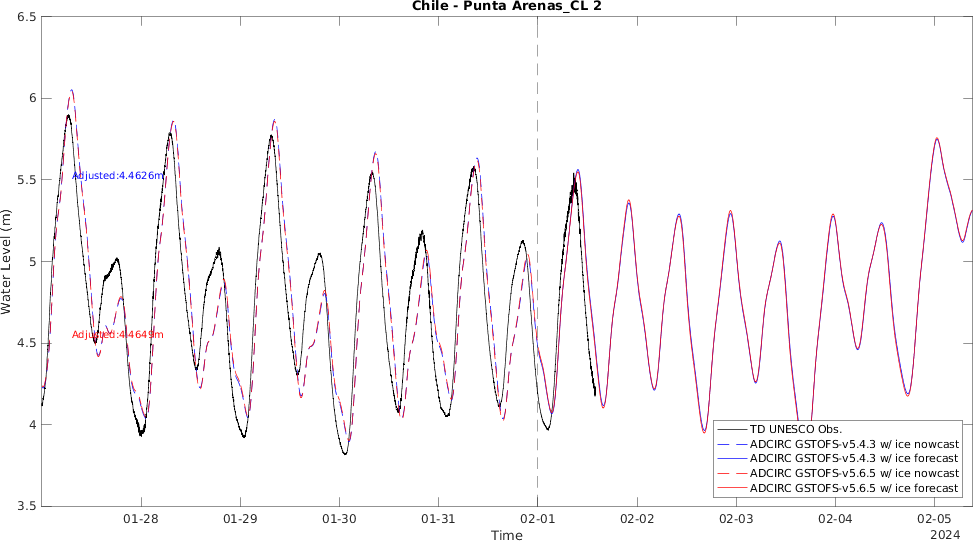 Chile - Punta Arenas_CL 2
6.5
6
5.5
5
4.5
4
3.5
Water Level (m)
Adjusted:4.4626m
Adjusted:4.4649m
TD UNESCO Obs.
ADCIRC GSTOFS-v5.4.3 w/ ice nowcast
ADCIRC GSTOFS-v5.4.3 w/ ice forecast
ADCIRC GSTOFS-v5.6.5 w/ ice nowcast
ADCIRC GSTOFS-v5.6.5 w/ ice forecast
01-28 01-29 01-30 01-31 02-01 02-02 02-03 02-04 02-05
Time
2024